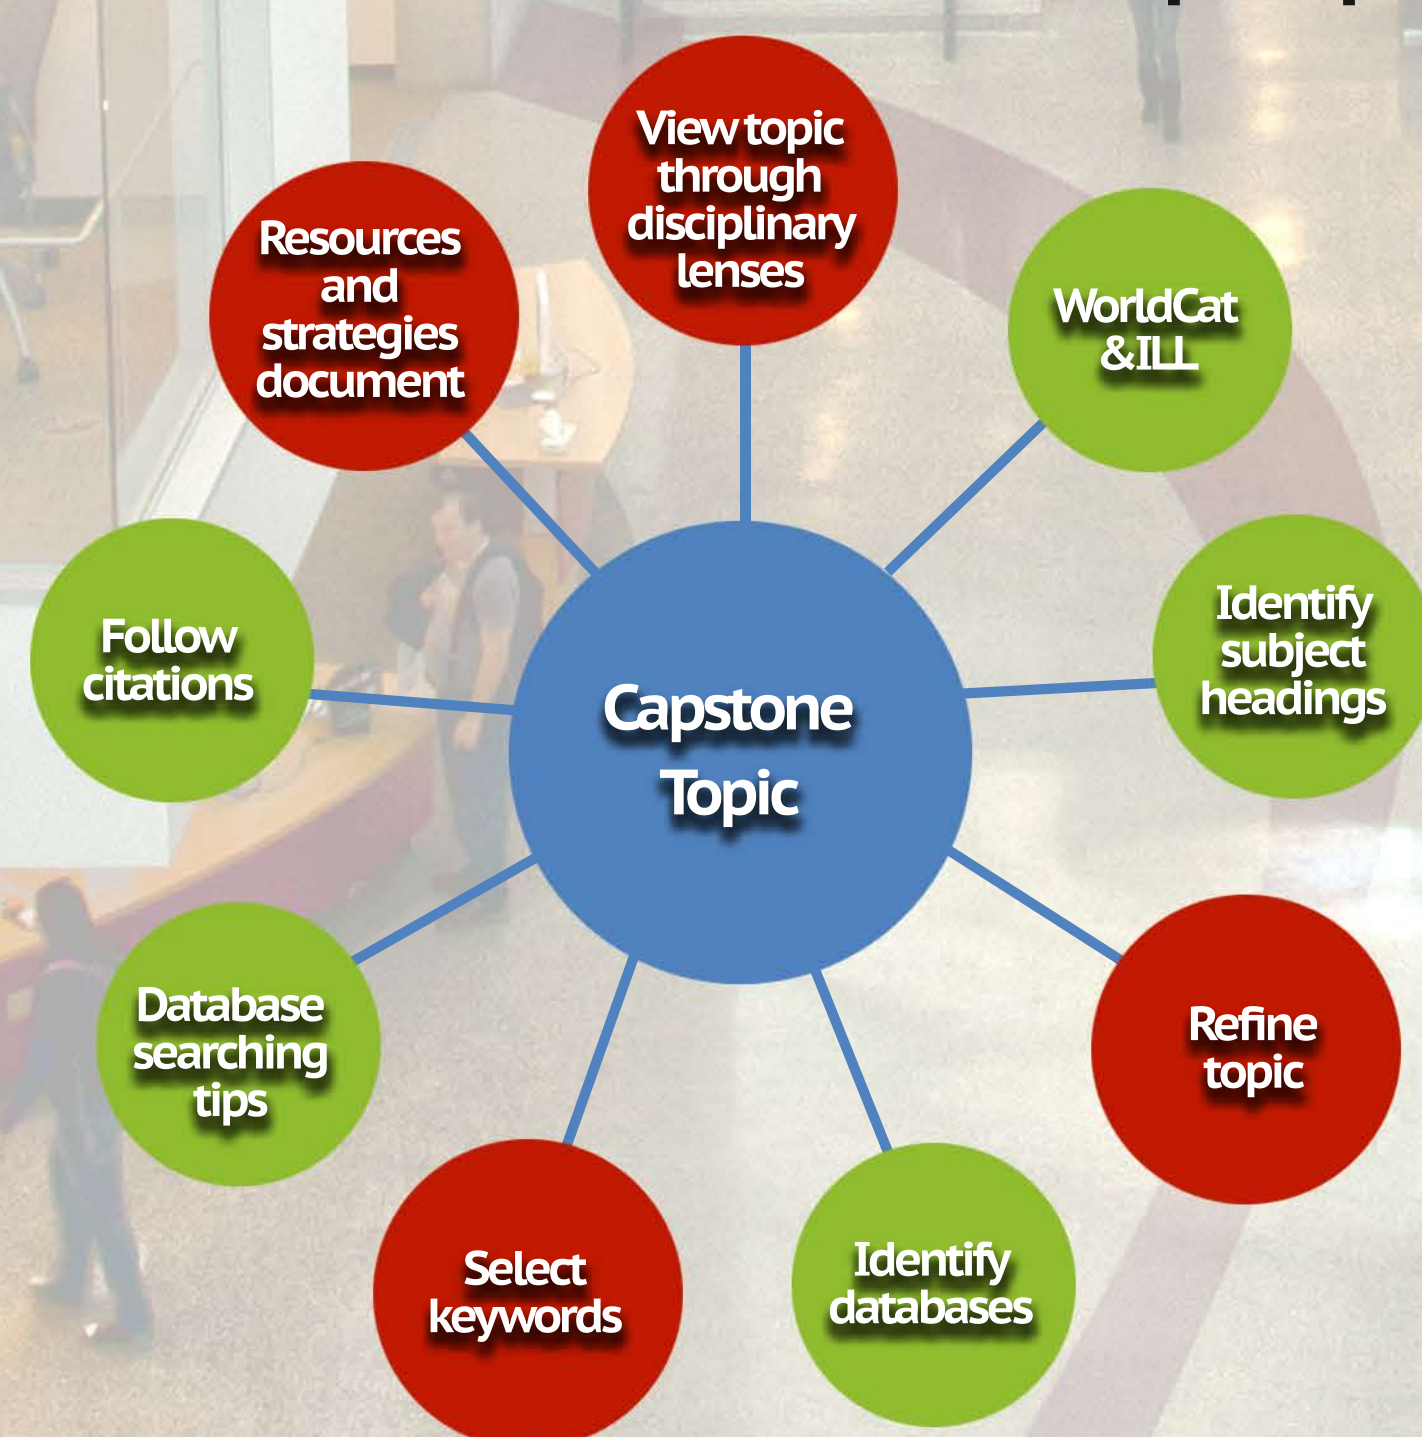 View topic
through
disciplinary
lenses
Resources
and
strategies
document
WorldCat
& ILL
Follow
citations
Identify
subject
headings
Capstone
Topic
Database
searching
tips
Refine
topic
Select
keywords
Identify
databases